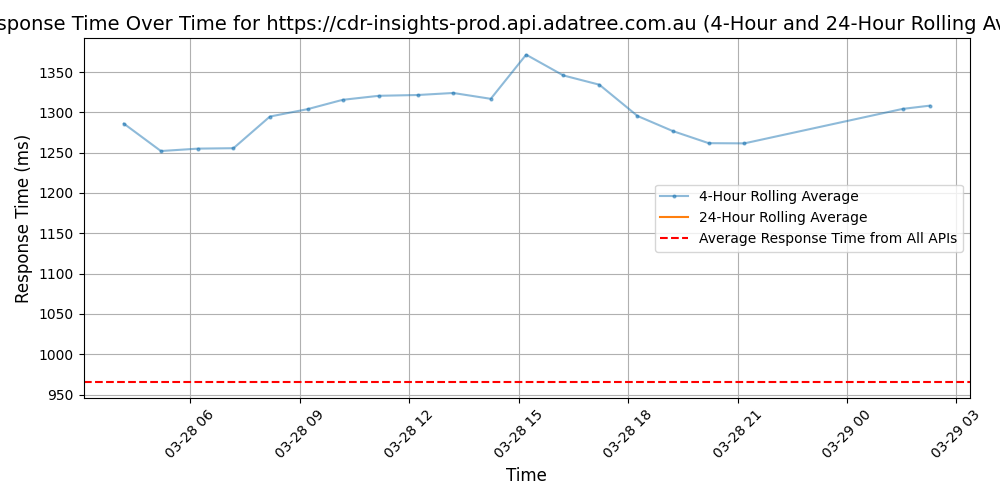 sponse Time Over Time for https://cdr-insights-prod.api.adatree.com.au (4-Hour and 24-Hour Rolling Av
1350
1300
1250
1200
1150
1100
1050
1000
950
Response Time (ms)
4-Hour Rolling Average
24-Hour Rolling Average
Average Response Time from All APIs
03-28 06
03-28 09
03-28 12
03-28 15
03-28 18
03-28 21
03-29 00
03-29 03
Time